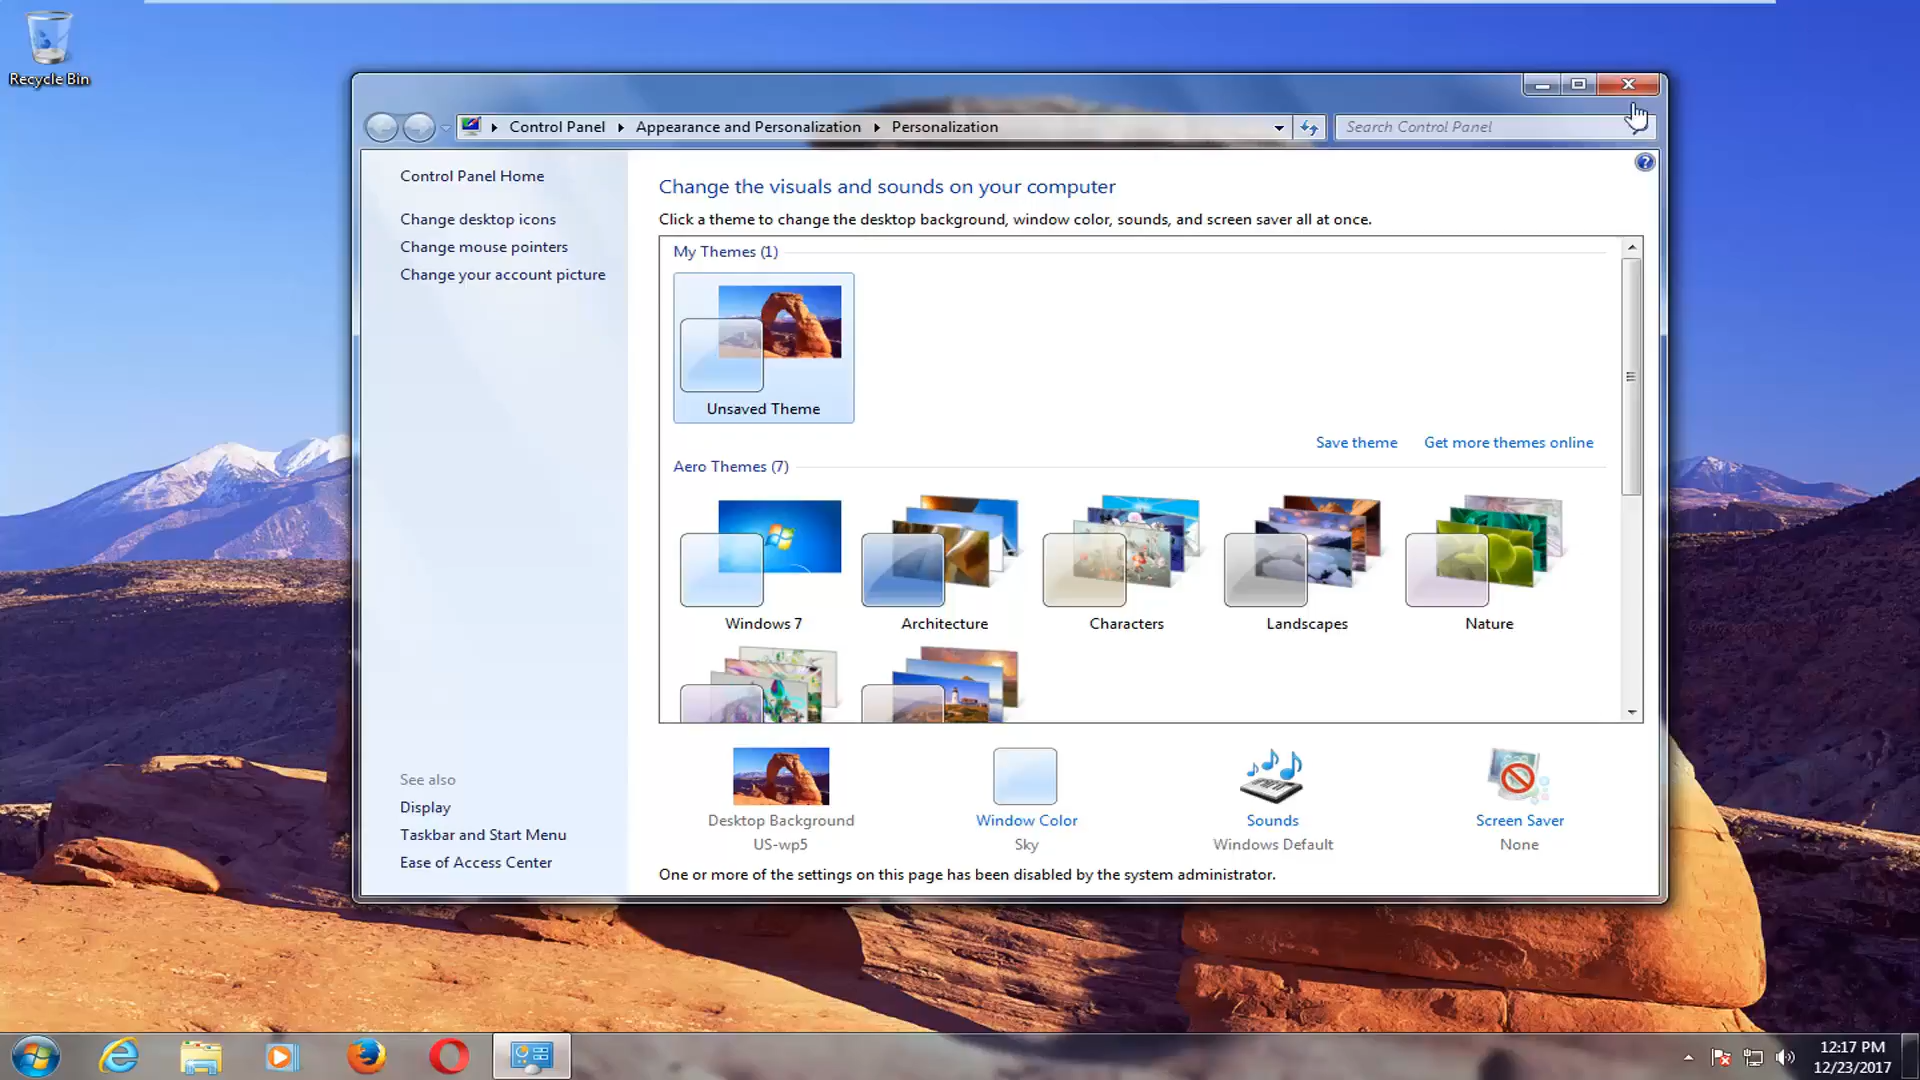 Recycle Bin
Control Panel
Appearance and Personalization
Personalization
Search Control Panel
Control Panel Home
Change desktop icons
Change mouse pointers
Change your account picture
See also
Display
Taskbar and Start Menu
Ease of Access Center
Change the visuals and sounds on your computer
Click a theme to change the desktop background, window color, sounds, and screen saver all at once.
My Themes (1)
Unsaved Theme
Save theme
Get more themes online
Aero Themes (7)
Windows 7
Architecture
Characters
Landscapes
Nature
Desktop Background
US-wp5
Window Color
Sky
Sounds
Windows Default
Screen Saver
None
One or more of the settings on this page has been disabled by the system administrator.
12:17 PM
12/23/2017